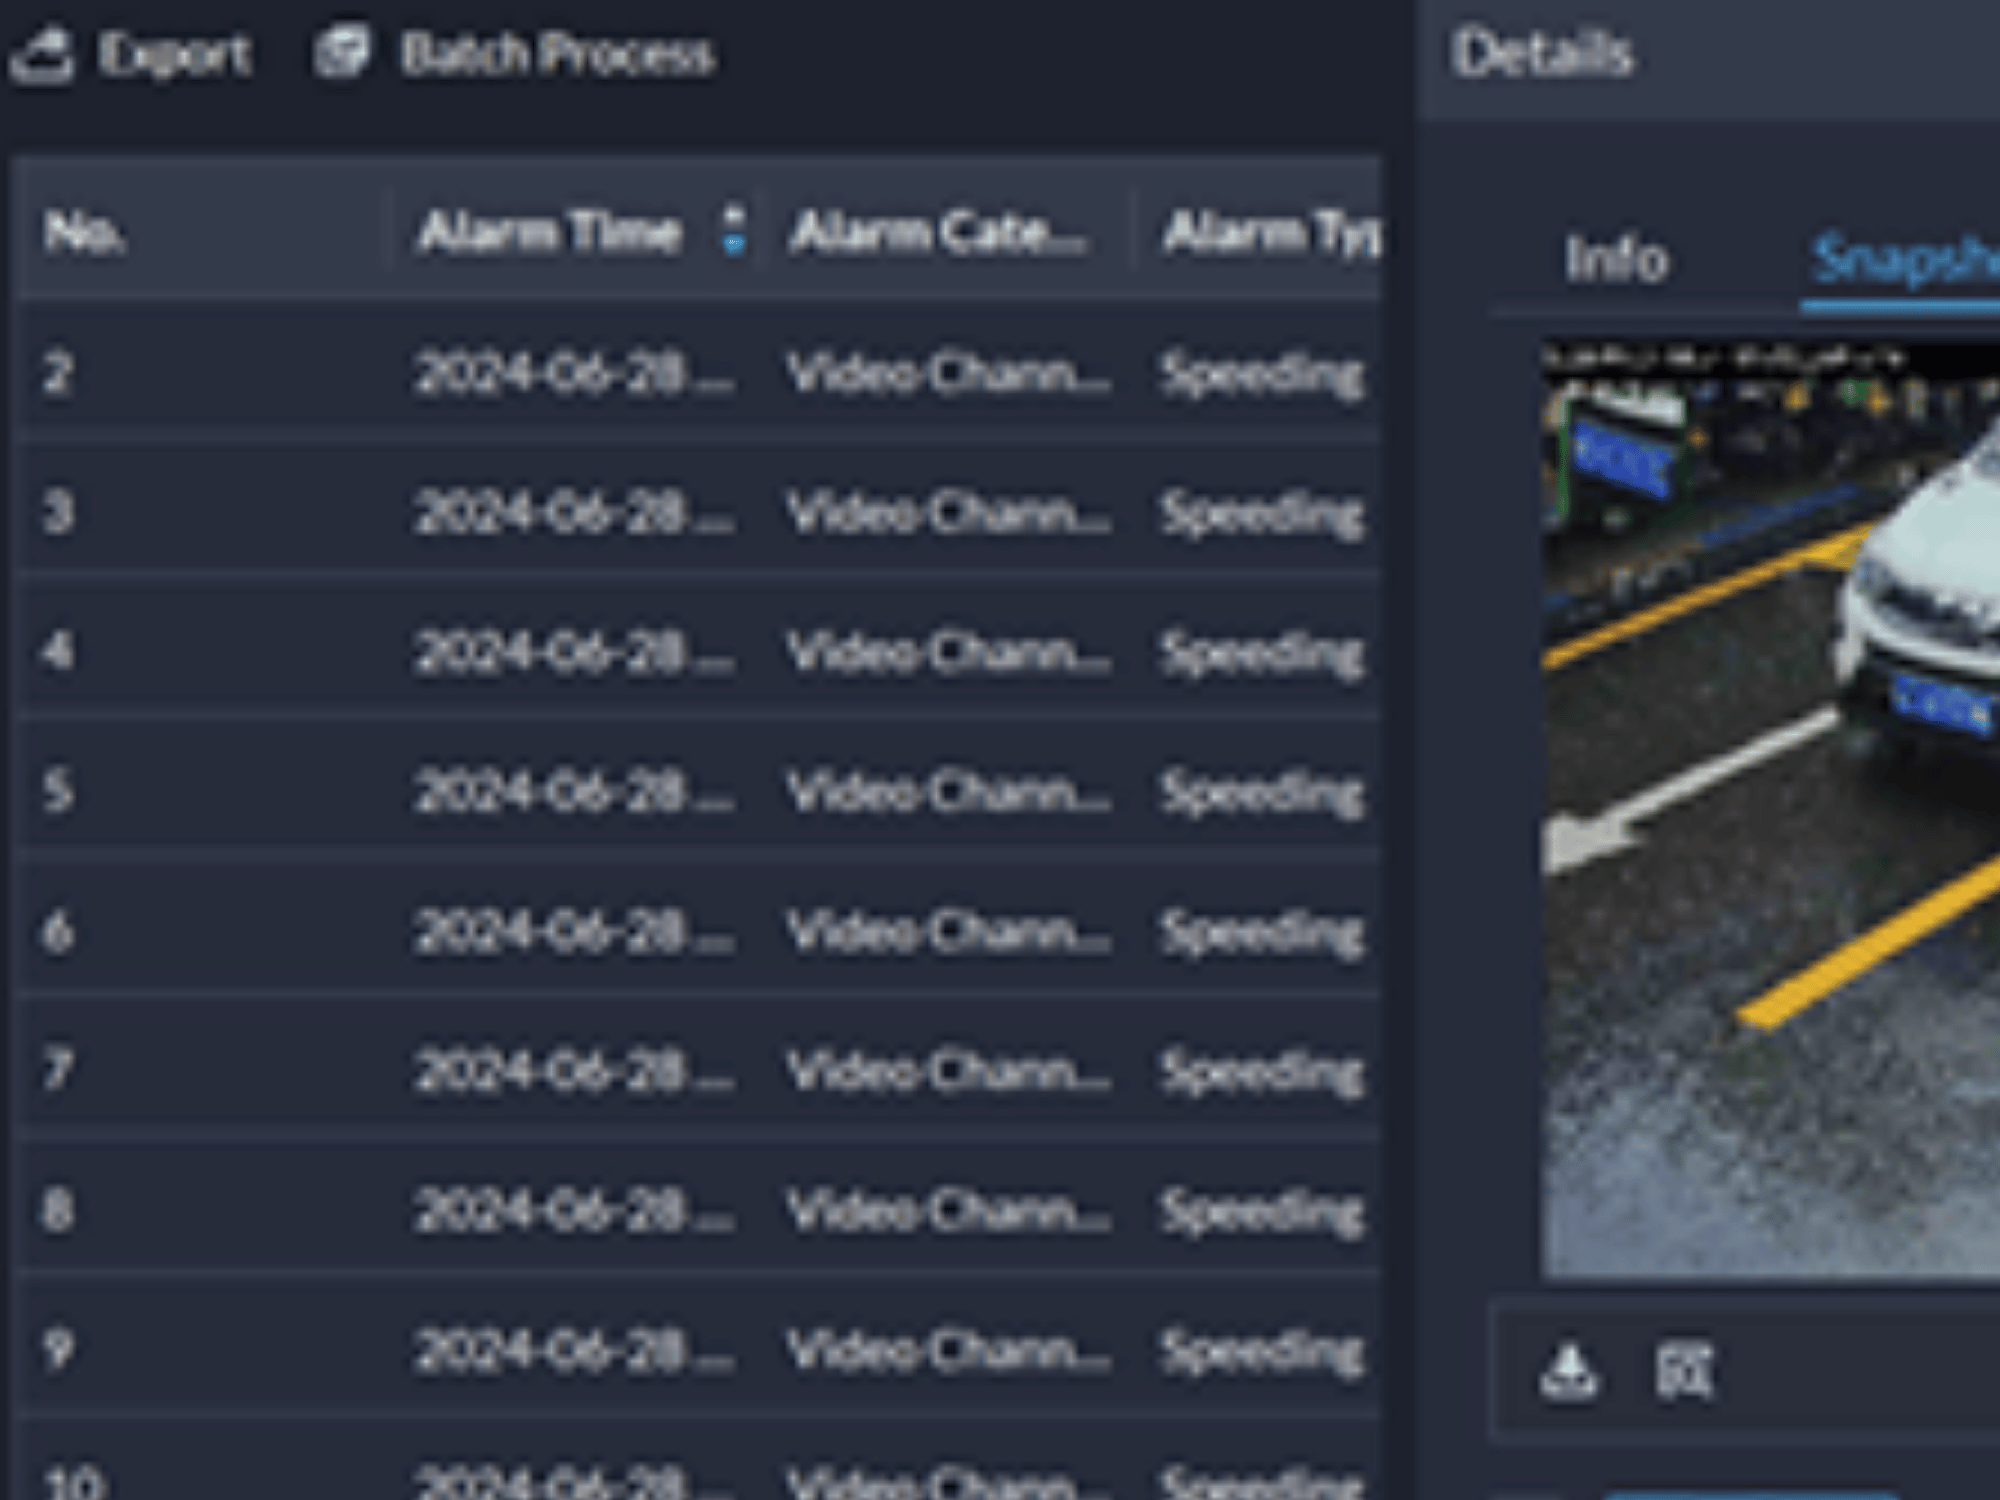 Export Batch Process
Details
No. Alarm Time Alarm Cate... Alarm Typ
Info Snapsh
2 2024-06-28 ... Video Chann... Speeding
3 2024-06-28 ... Video Chann... Speeding
4 2024-06-28 ... Video Chann... Speeding
5 2024-06-28 ... Video Chann... Speeding
6 2024-06-28 ... Video Chann... Speeding
7 2024-06-28 ... Video Chann... Speeding
8 2024-06-28 ... Video Chann... Speeding
9 2024-06-28 ... Video Chann... Speeding
10 2024-06-28 ... Video Chann... Speeding